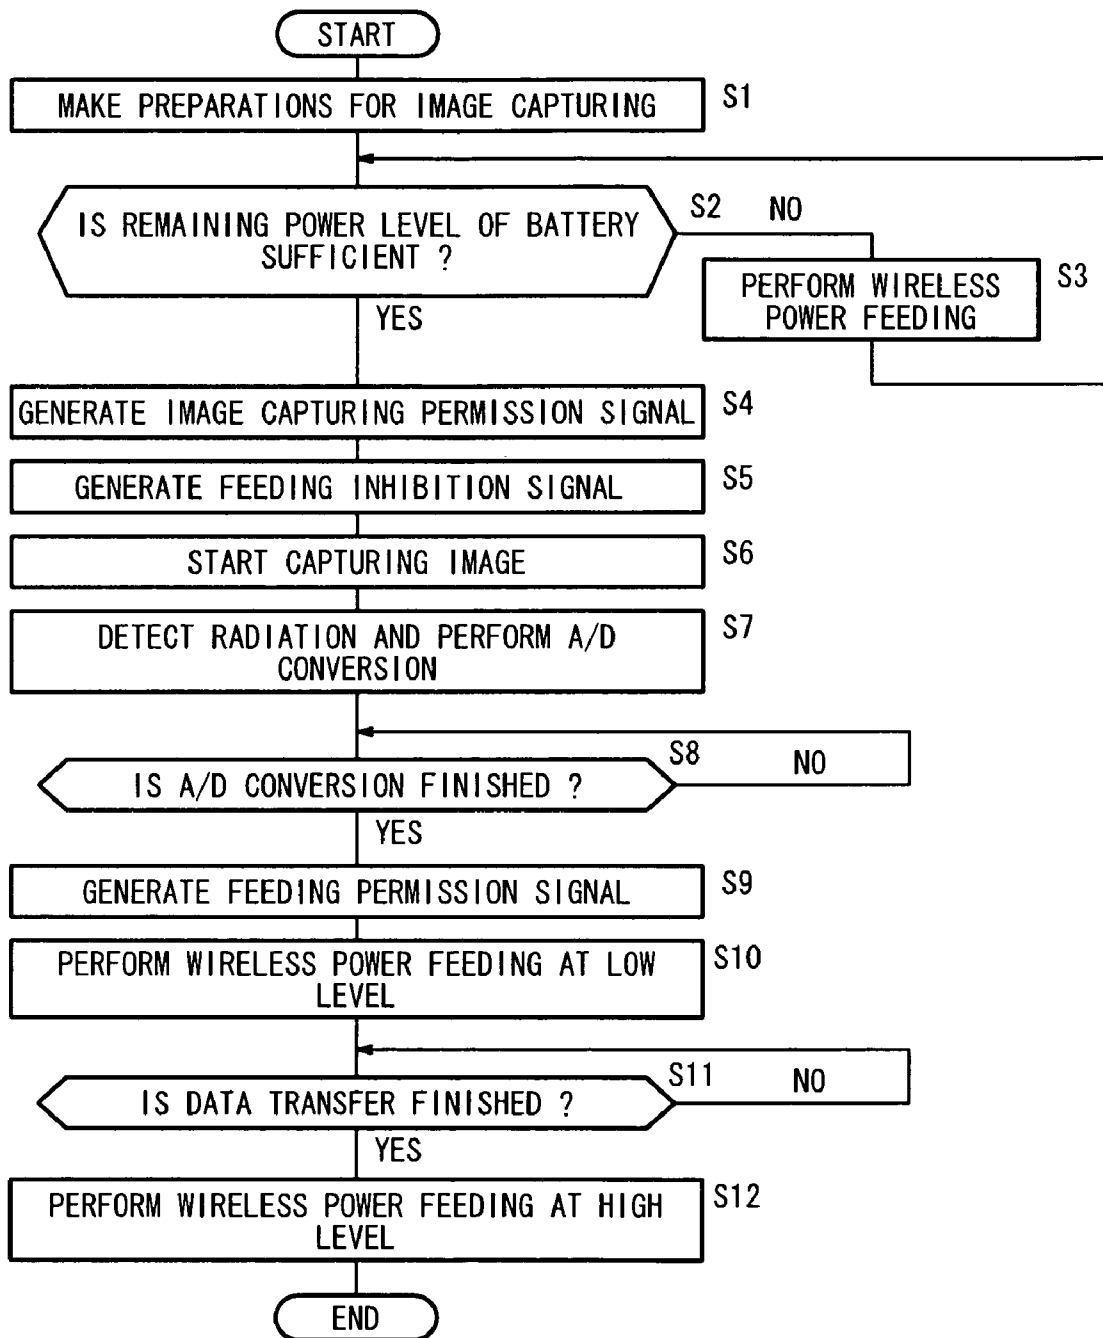 START
MAKE PREPARATIONS FOR IMAGE CAPTURING
S1
IS REMAINING POWER LEVEL OF BATTERY
SUFFICIENT ?
S2
NO
YES
PERFORM WIRELESS
POWER FEEDING
S3
GENERATE IMAGE CAPTURING PERMISSION SIGNAL
S4
GENERATE FEEDING INHIBITION SIGNAL
S5
START CAPTURING IMAGE
S6
DETECT RADIATION AND PERFORM A/D
CONVERSION
S7
IS A/D CONVERSION FINISHED ?
S8
NO
YES
GENERATE FEEDING PERMISSION SIGNAL
S9
PERFORM WIRELESS POWER FEEDING AT LOW
LEVEL
S10
IS DATA TRANSFER FINISHED ?
S11
NO
YES
PERFORM WIRELESS POWER FEEDING AT HIGH
LEVEL
S12
END